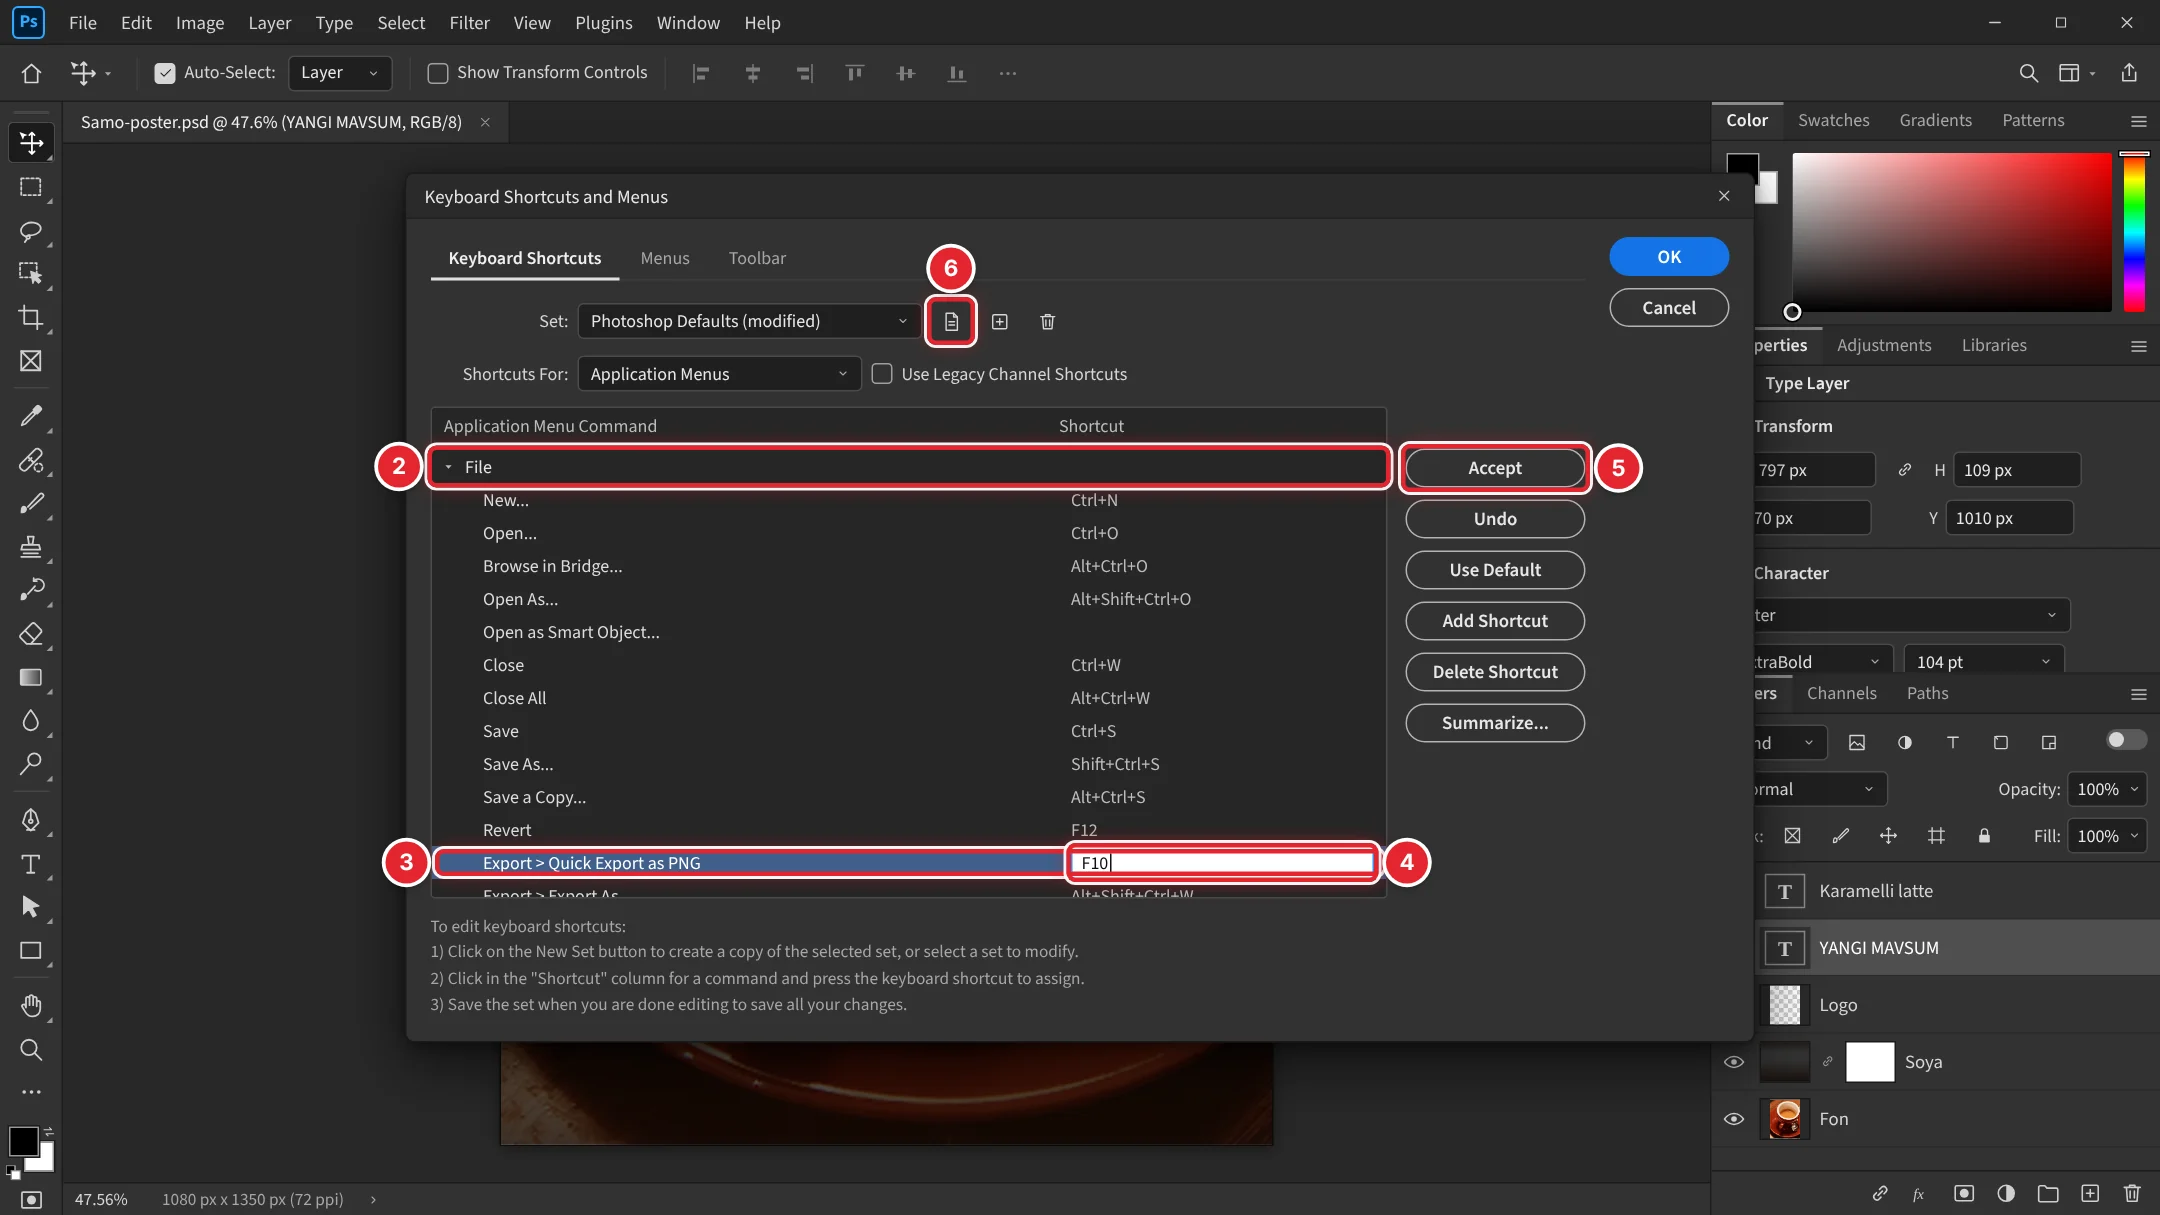 Ps File Edit Image Layer Type Select Filter View Plugins Window Help
Auto-Select: Layer Show Transform Controls
Samo-poster.psd @ 47.6% (YANGI MAVSUM, RGB/8)
Color Swatches Gradients Patterns
Keyboard Shortcuts and Menus
Keyboard Shortcuts Menus Toolbar
6
OK
Set: Photoshop Defaults (modified)
Cancel
Shortcuts For: Application Menus Use Legacy Channel Shortcuts
Application Menu Command Shortcut
2 File
Accept 5
New... Ctrl+N
Open... Ctrl+O
Browse in Bridge... Alt+Ctrl+O
Open As... Alt+Shift+Ctrl+O
Open as Smart Object...
Close Ctrl+W
Close All Alt+Ctrl+W
Save Ctrl+S
Save As... Shift+Ctrl+S
Save a Copy... Alt+Ctrl+S
Revert F12
3 Export > Quick Export as PNG F10 4
Export > Export As Alt+Shift+Ctrl+W
Undo
Use Default
Add Shortcut
Delete Shortcut
Summarize...
To edit keyboard shortcuts:
1) Click on the New Set button to create a copy of the selected set, or select a set to modify.
2) Click in the "Shortcut" column for a command and press the keyboard shortcut to assign.
3) Save the set when you are done editing to save all your changes.
perties Adjustments Libraries
Type Layer
Transform
797 px H 109 px
70 px Y 1010 px
Character
ter
traBold 104 pt
ers Channels Paths
nd T
rmal Opacity: 100%
k: Fill: 100%
T Karamelli latte
T YANGI MAVSUM
Logo
Soya
Fon
47.56% 1080 px x 1350 px (72 ppi)
fx